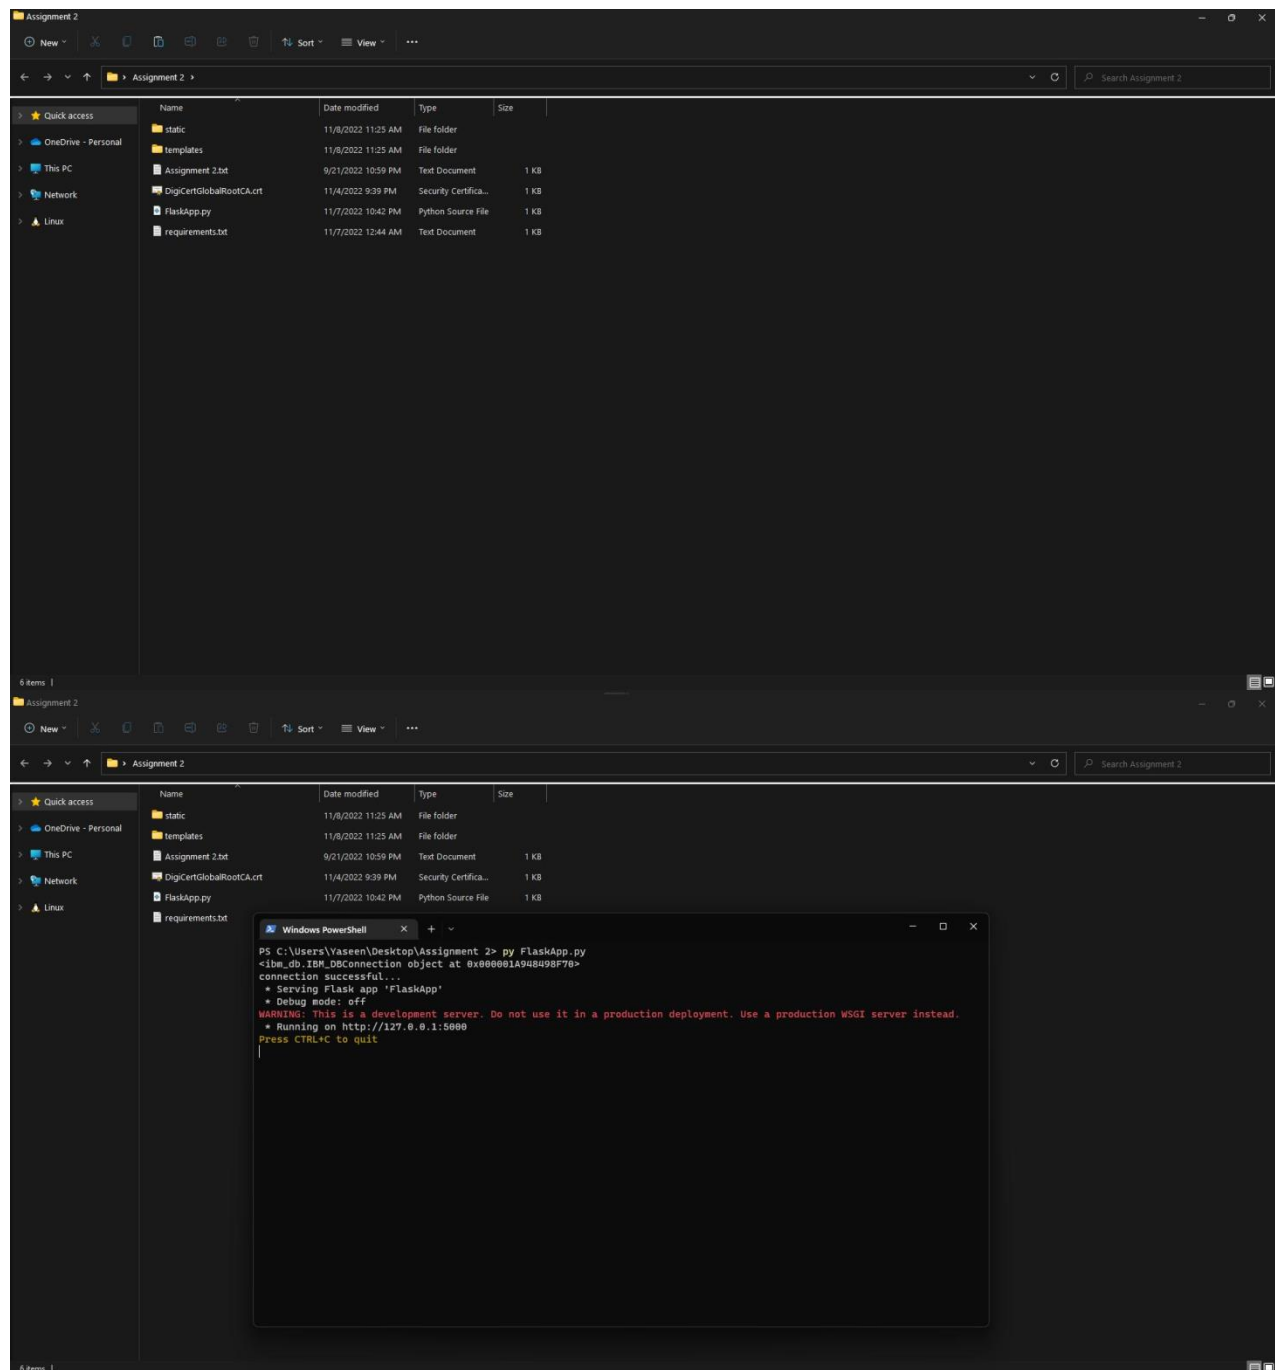 Assignment 2
New Sort View ...
Assignment 2
Search Assignment 2
Name Date modified Type Size
Quick access
static 11/8/2022 11:25 AM File folder
OneDrive - Personal
templates 11/8/2022 11:25 AM File folder
This PC
Assignment 2.txt 9/21/2022 10:59 PM Text Document 1 KB
Network
DigiCertGlobalRootCA.crt 11/4/2022 9:39 PM Security Certifica... 1 KB
Linux
FlaskApp.py 11/7/2022 10:42 PM Python Source File 1 KB
requirements.txt 11/7/2022 12:44 AM Text Document 1 KB
6 items
Assignment 2
New Sort View ...
Assignment 2
Search Assignment 2
Name Date modified Type Size
Quick access
static 11/8/2022 11:25 AM File folder
OneDrive - Personal
templates 11/8/2022 11:25 AM File folder
This PC
Assignment 2.txt 9/21/2022 10:59 PM Text Document 1 KB
Network
DigiCertGlobalRootCA.crt 11/4/2022 9:39 PM Security Certifica... 1 KB
Linux
FlaskApp.py 11/7/2022 10:42 PM Python Source File 1 KB
requirements.txt
Windows PowerShell
PS C:\Users\Yaseen\Desktop\Assignment 2> py FlaskApp.py
<ibm_db.IBM_DBConnection object at 0x000001A948498F70>
connection successful...
* Serving Flask app 'FlaskApp'
* Debug mode: off
WARNING: This is a development server. Do not use it in a production deployment. Use a production WSGI server instead.
* Running on http://127.0.0.1:5000
Press CTRL+C to quit
6 items